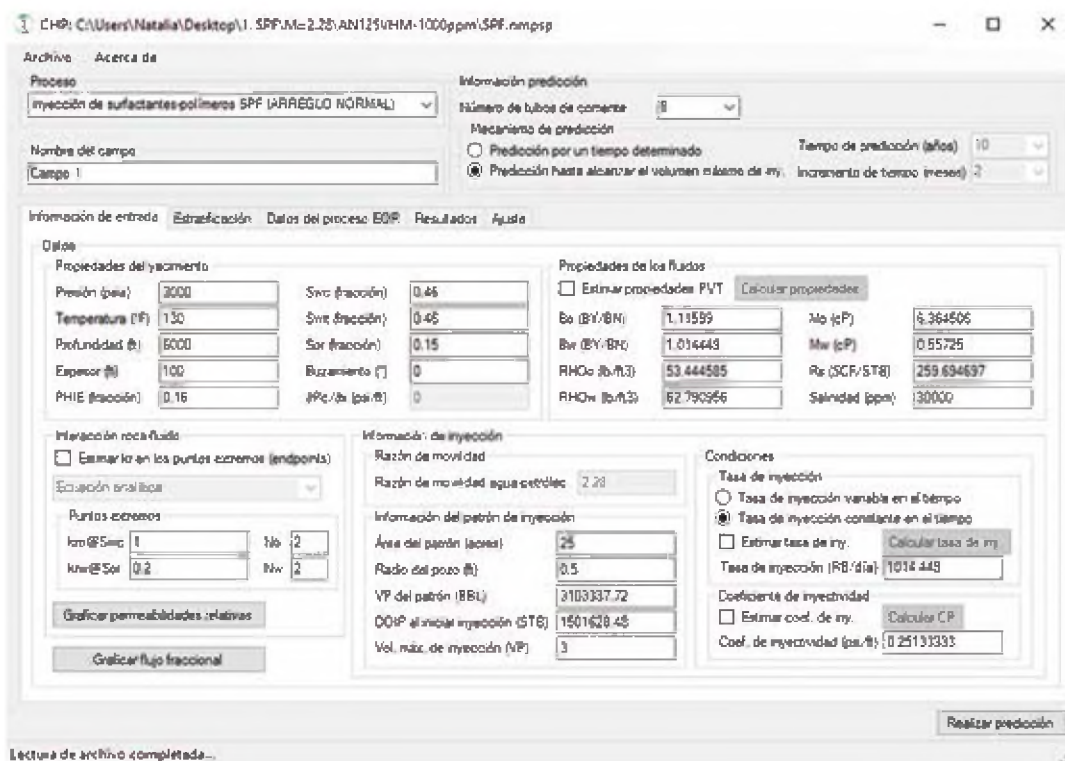 CHP: C:\Users\Natalia\Desktop\1. SPF\M=2.28\AN125VHM-1000ppm\SPF.empsp
Archivo Acerca de
Proceso
Inyección de surfactantes-polímeros SPF (ARREGLO NORMAL)
Nombre del campo
Campo 1
Información predicción
Número de tubos de corriente 8
Mecanismo de predicción
Predicción por un tiempo determinado
Predicción hasta alcanzar el volumen máximo de iny.
Tiempo de predicción (años) 10
Incremento de tiempo (meses) 2
Información de entrada Estratificación Datos del proceso EOR Resultados Ajuste
Datos
Propiedades del yacimiento
Presión (psia) 3000
Temperatura (°F) 130
Profundidad (ft) 6000
Espesor (ft) 100
PHIE (fracción) 0.16
Swc (fracción) 0.46
Swi (fracción) 0.46
Sor (fracción) 0.15
Buzamiento (°) 0
(psi/ft) 0
Propiedades de los fluidos
Estimar propiedades PVT Calcular propiedades
Bo (BY/BN) 1.11599
Bw (BY/BN) 1.014449
RHOo (lb/ft3) 53.444585
RHOw (lb/ft3) 62.790956
Mo (cP) 6.364506
Mw (cP) 0.55725
Rs (SCF/STB) 259.694697
Salinidad (ppm) 30000
Interacción roca fluido
Estimar kr en los puntos extremos (endpoints)
Ecuación analítica
Puntos extremos
kro@Swc 1 No 2
krw@Sor 0.2 Nw 2
Graficar permeabilidades relativas
Graficar flujo fraccional
Información de inyección
Razón de movilidad
Razón de movilidad agua-petróleo 2.28
Información del patrón de inyección
Área del patrón (acres) 25
Radio del pozo (ft) 0.5
VP del patrón (BBL) 3103337.72
OOIP al iniciar inyección (STB) 1501628.45
Vol. máx. de inyección (VP) 3
Condiciones
Tasa de inyección
Tasa de inyección variable en el tiempo
Tasa de inyección constante en el tiempo
Estimar tasa de iny. Calcular tasa de iny.
Tasa de inyección (RB/día) 1014.449
Coeficiente de inyectividad
Estimar coef. de iny. Calcular CP
Coef. de inyectividad (psi/ft) 0.25133333
Realizar predicción
Lectura de archivo completada...